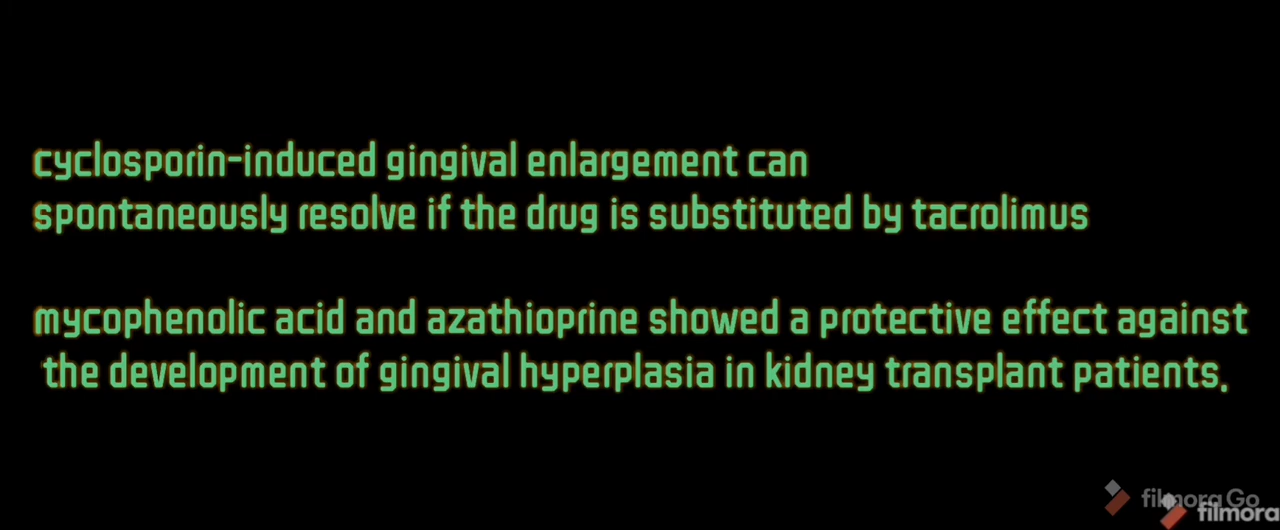 cyclosporin-induced gingival enlargement can
spontaneously resolve if the drug is substituted by tacrolimus
mycophenolic acid and azathioprine showed a protective effect against
the development of gingival hyperplasia in kidney transplant patients.
filmora Go
filmora